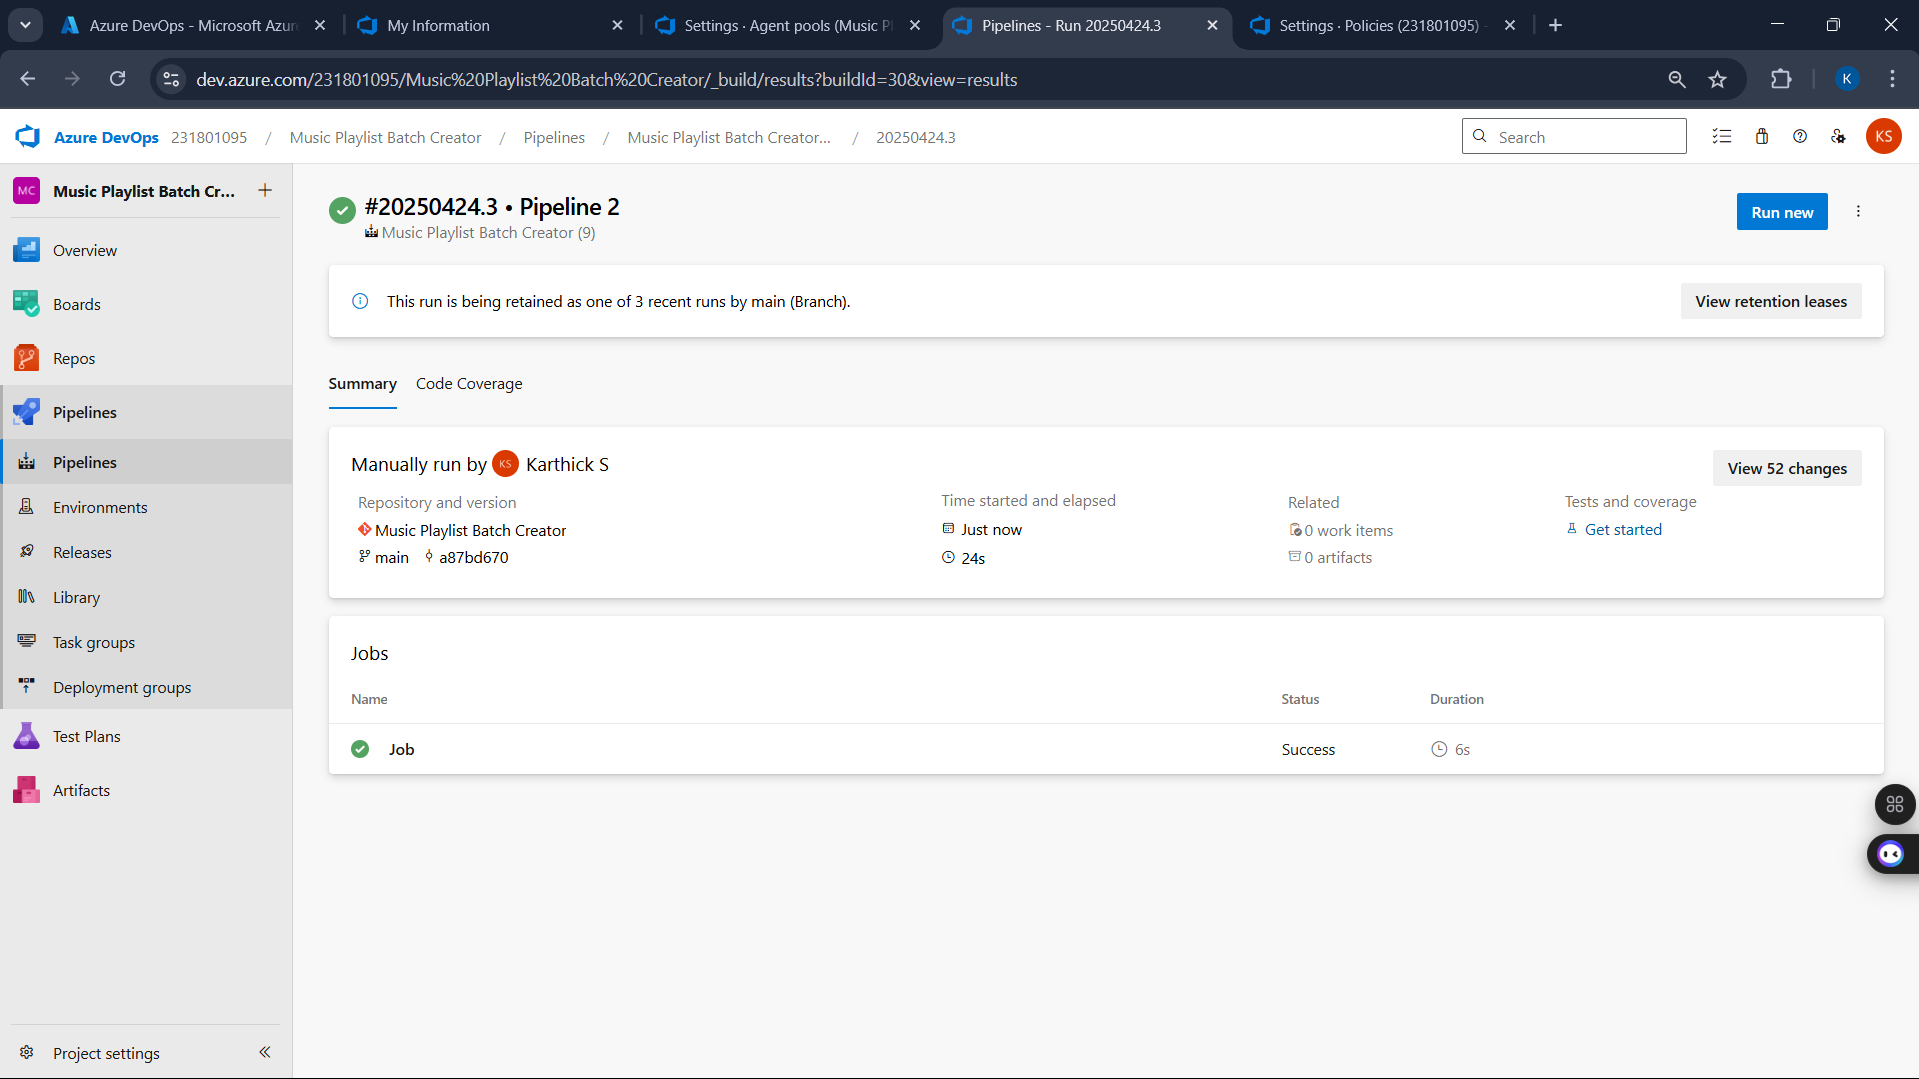 Azure DevOps - Microsoft Azur
My Information
Settings · Agent pools (Music Pl
Pipelines - Run 20250424.3
Settings · Policies (231801095) -
dev.azure.com/231801095/Music%20Playlist%20Batch%20Creator/_build/results?buildId=30&view=results
K
Azure DevOps 231801095 / Music Playlist Batch Creator / Pipelines / Music Playlist Batch Creator... / 20250424.3
Search
KS
MC Music Playlist Batch Cr...
Overview
Boards
Repos
Pipelines
Pipelines
Environments
Releases
Library
Task groups
Deployment groups
Test Plans
Artifacts
Project settings
#20250424.3 • Pipeline 2
Music Playlist Batch Creator (9)
Run new
This run is being retained as one of 3 recent runs by main (Branch).
View retention leases
Summary
Code Coverage
Manually run by KS Karthick S
View 52 changes
Repository and version
Music Playlist Batch Creator
main a87bd670
Time started and elapsed
Just now
24s
Related
0 work items
0 artifacts
Tests and coverage
Get started
Jobs
Name Status Duration
Job Success 6s